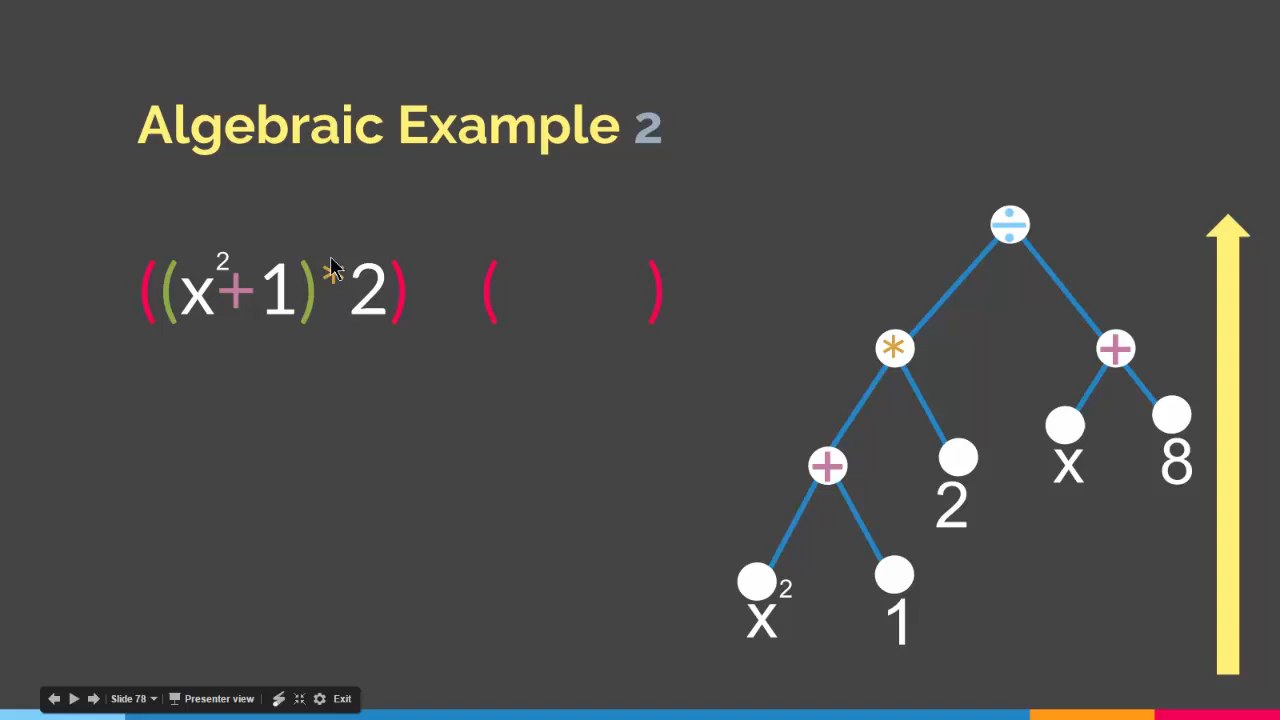 Algebraic Example 2
((x²+1)*2) ( )
÷
* +
x 8
+
2
x² 1
Slide 78 Presenter view Exit